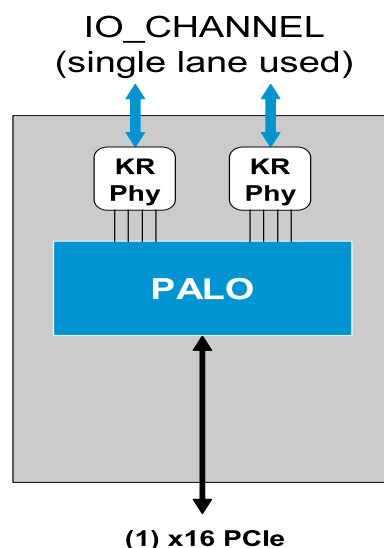 IO_CHANNEL
(single lane used)
KR
Phy
KR
Phy
PALO
(1) x16 PCIe